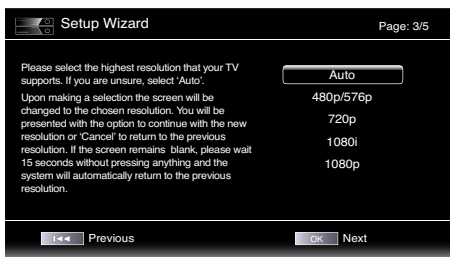 Setup Wizard
Page: 3/5
Please select the highest resolution that your TV
supports. If you are unsure, select ‘Auto’.
Upon making a selection the screen will be
changed to the chosen resolution. You will be
presented with the option to continue with the new
resolution or ‘Cancel’ to return to the previous
resolution. If the screen remains blank, please wait
15 seconds without pressing anything and the
system will automatically return to the previous
resolution.
Auto
480p/576p
720p
1080i
1080p
Previous
OK Next